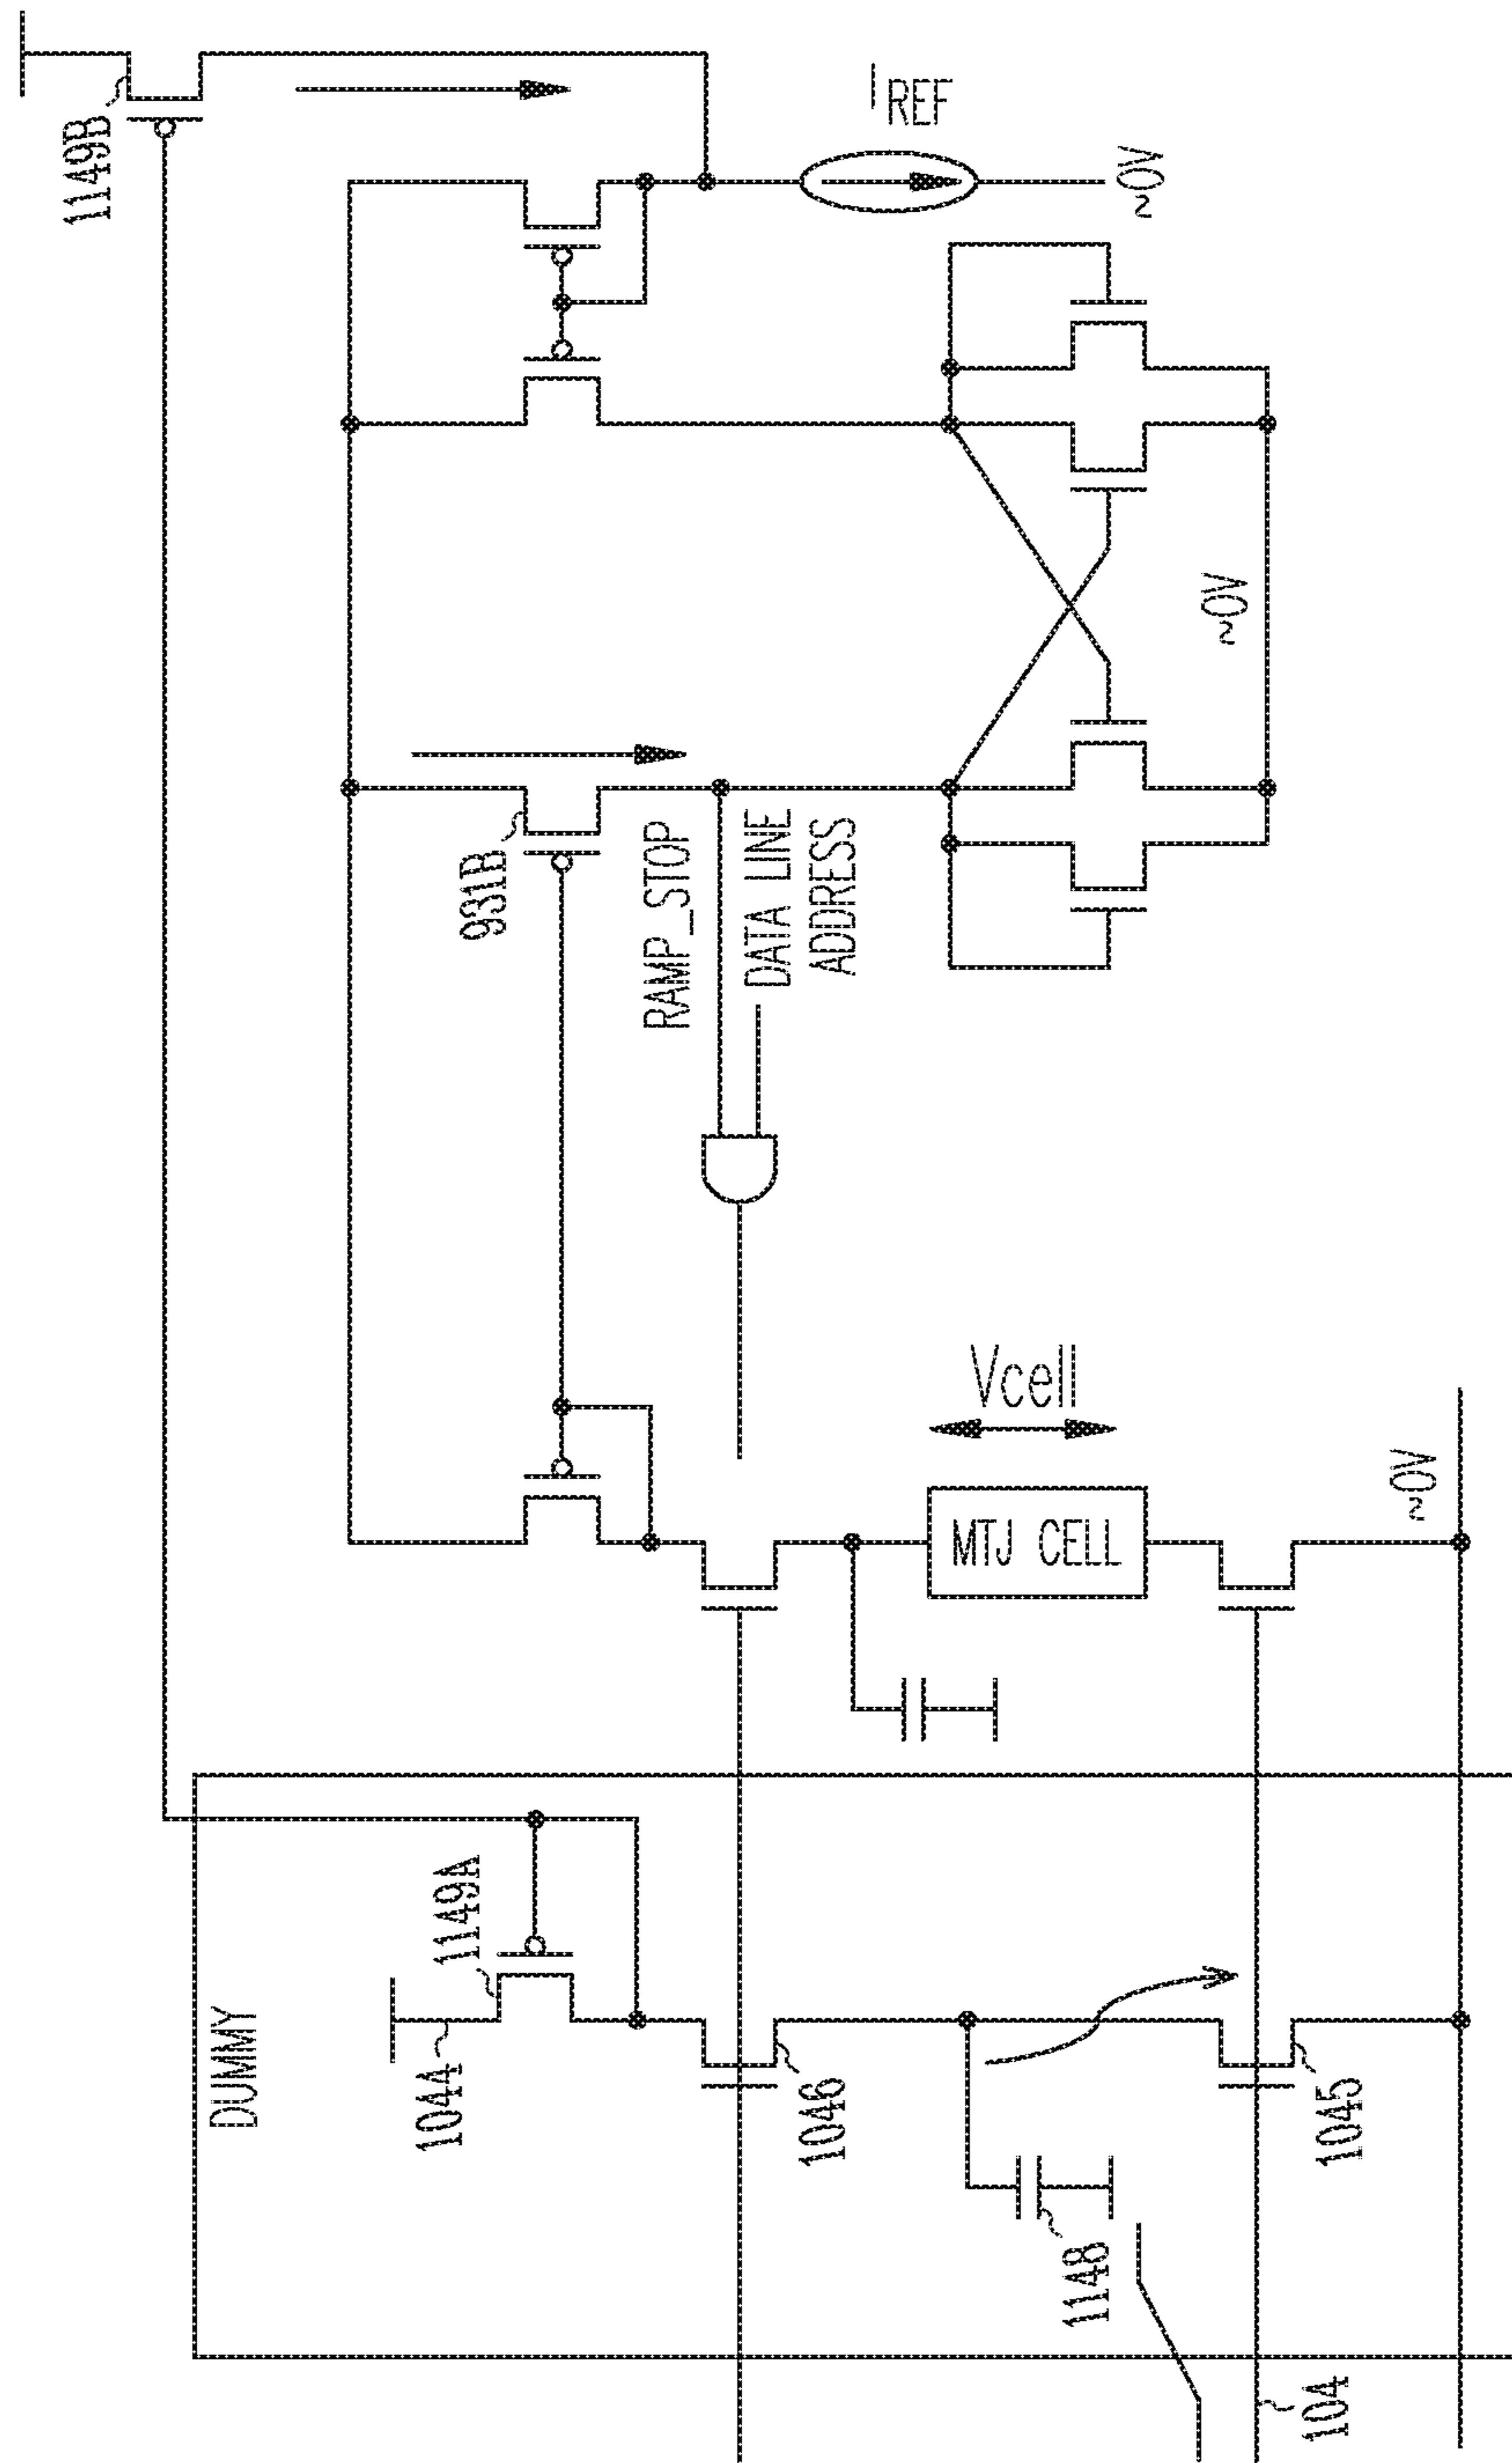 1149B
I REF
~0V
931B
RAMP_STOP
DATA LINE
ADDRESS
~0V
Vcell
MTJ CELL
~0V
DUMMY
1044
1149A
1046
1148
1045
104